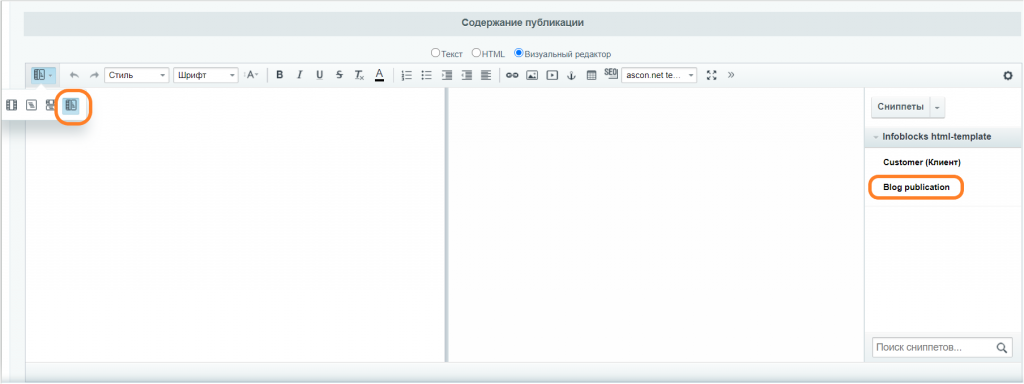 Содержание публикации
Текст HTML Визуальный редактор
Стиль Шрифт A B I U S Tx A SEO ascon.net te... »
Сниппеты
Infoblocks html-template
Customer (Клиент)
Blog publication
Поиск сниппетов...